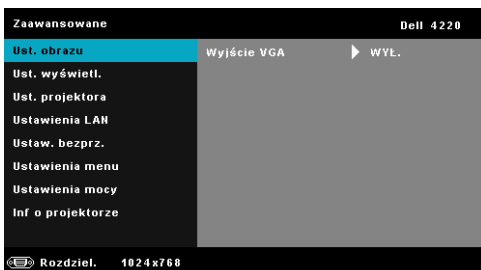 Zaawansowane Dell 4220
Ust. obrazu Wyjście VGA WYŁ.
Ust. wyświetl.
Ust. projektora
Ustawienia LAN
Ustaw. bezprz.
Ustawienia menu
Ustawienia mocy
Inf o projektorze
Rozdziel. 1024x768